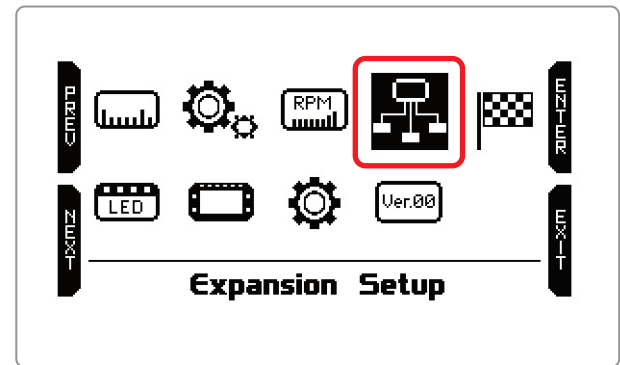 PREV
RPM
ENTER
LED
Ver.00
NEXT
EXIT
Expansion Setup